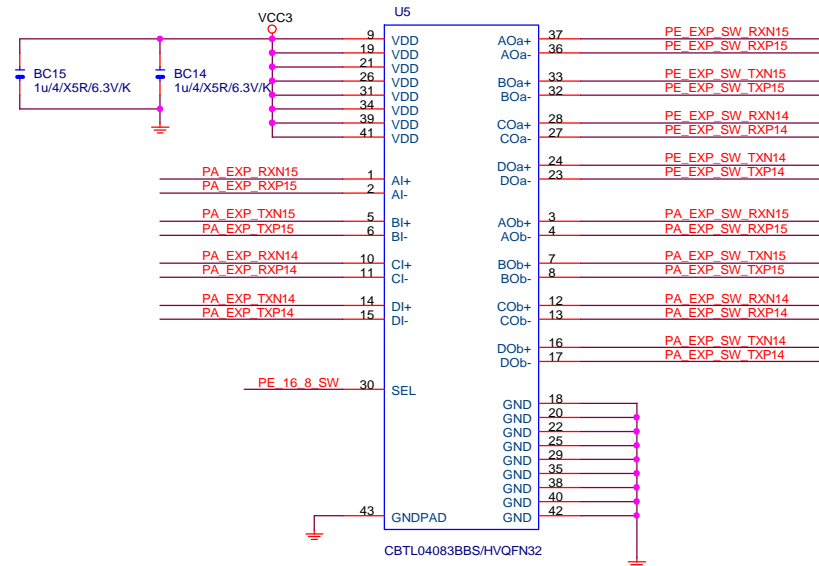 U5
VCC3
BC15
1u/4/X5R/6.3V/K
BC14
1u/4/X5R/6.3V/K
9 VDD
19 VDD
21 VDD
26 VDD
31 VDD
34 VDD
39 VDD
41 VDD
PA_EXP_RXN15 1 AI+
PA_EXP_RXP15 2 AI-
PA_EXP_TXN15 5 BI+
PA_EXP_TXP15 6 BI-
PA_EXP_RXN14 10 CI+
PA_EXP_RXP14 11 CI-
PA_EXP_TXN14 14 DI+
PA_EXP_TXP14 15 DI-
PE_16_8_SW 30 SEL
43 GNDPAD
AOa+ 37 PE_EXP_SW_RXN15
AOa- 36 PE_EXP_SW_RXP15
BOa+ 33 PE_EXP_SW_TXN15
BOa- 32 PE_EXP_SW_TXP15
COa+ 28 PE_EXP_SW_RXN14
COa- 27 PE_EXP_SW_RXP14
DOa+ 24 PE_EXP_SW_TXN14
DOa- 23 PE_EXP_SW_TXP14
AOb+ 3 PA_EXP_SW_RXN15
AOb- 4 PA_EXP_SW_RXP15
BOb+ 7 PA_EXP_SW_TXN15
BOb- 8 PA_EXP_SW_TXP15
COb+ 12 PA_EXP_SW_RXN14
COb- 13 PA_EXP_SW_RXP14
DOb+ 16 PA_EXP_SW_TXN14
DOb- 17 PA_EXP_SW_TXP14
GND 18
GND 20
GND 22
GND 25
GND 29
GND 35
GND 38
GND 40
GND 42
CBTL04083BBS/HVQFN32